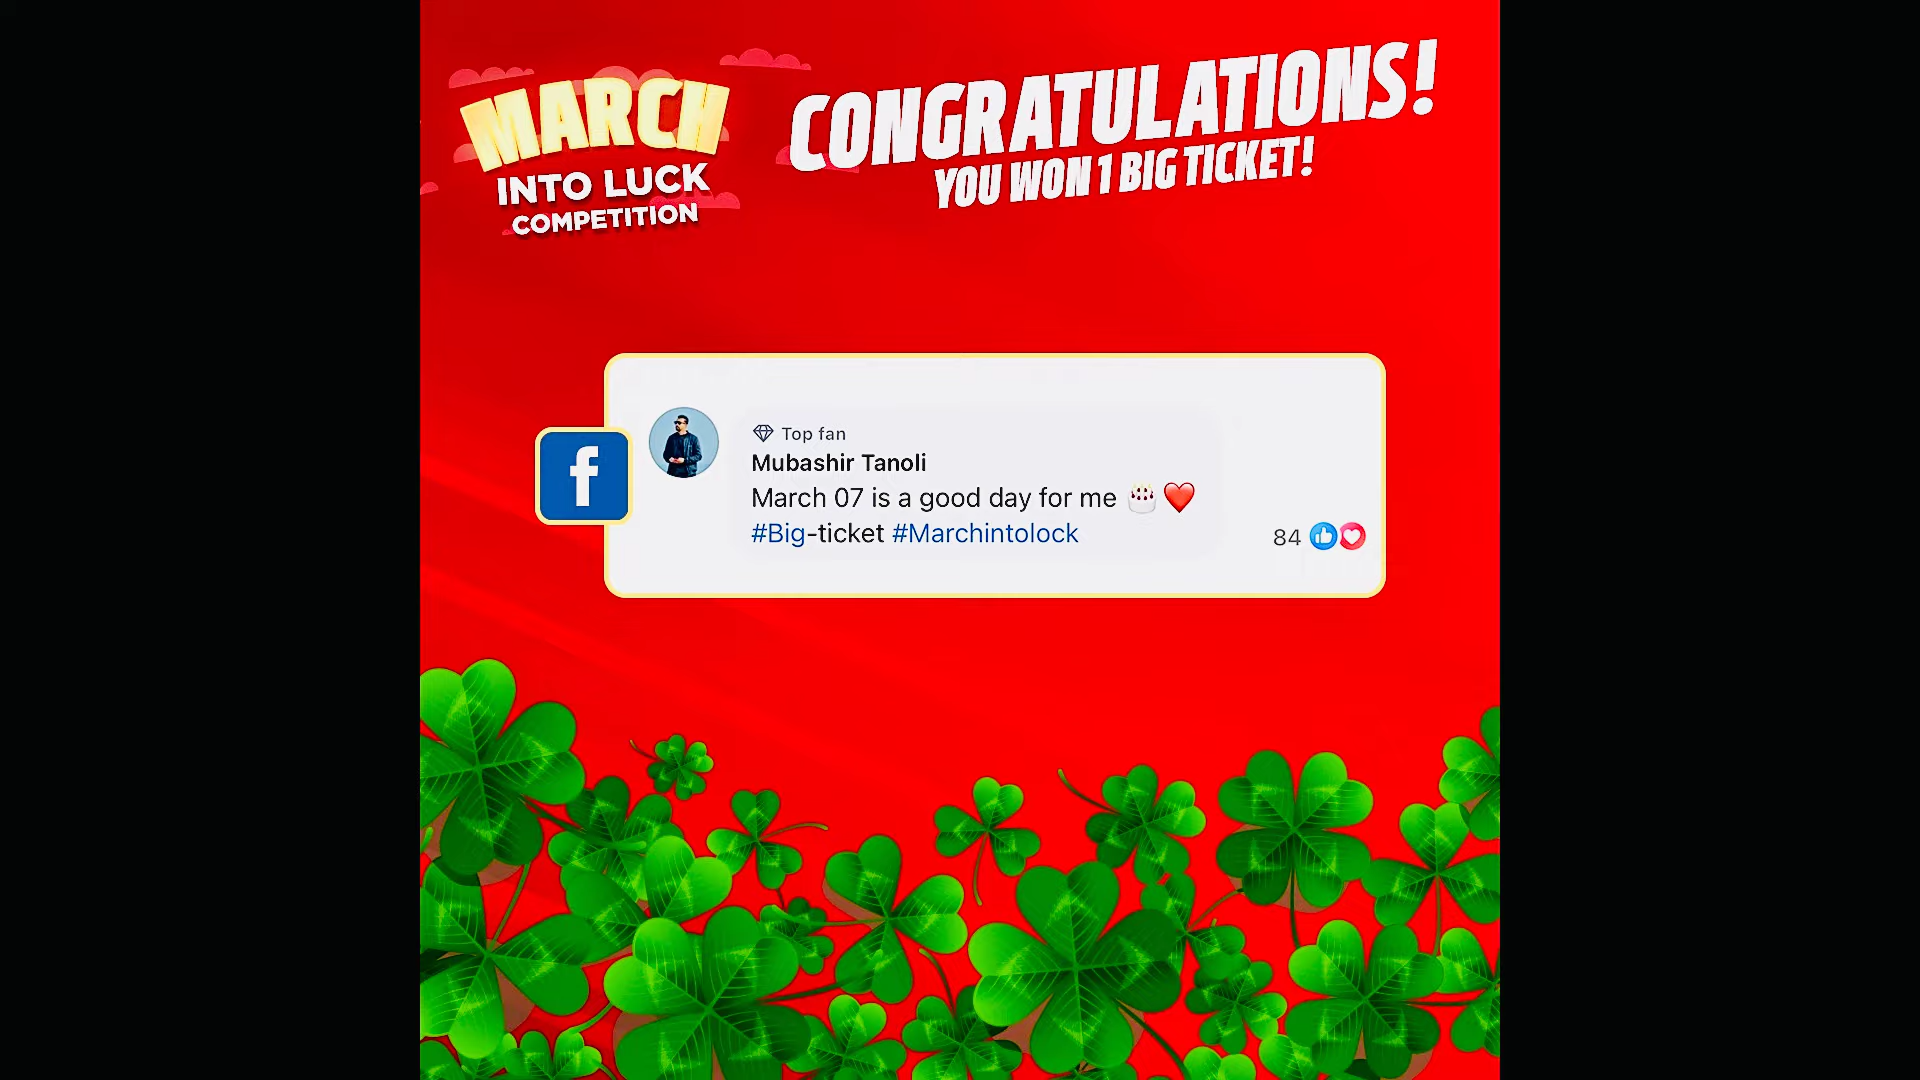 MARCH
INTO LUCK
COMPETITION
CONGRATULATIONS!
YOU WON 1 BIG TICKET!
f
Top fan
Mubashir Tanoli
March 07 is a good day for me 🎂❤️
#Big-ticket #Marchintolock
84